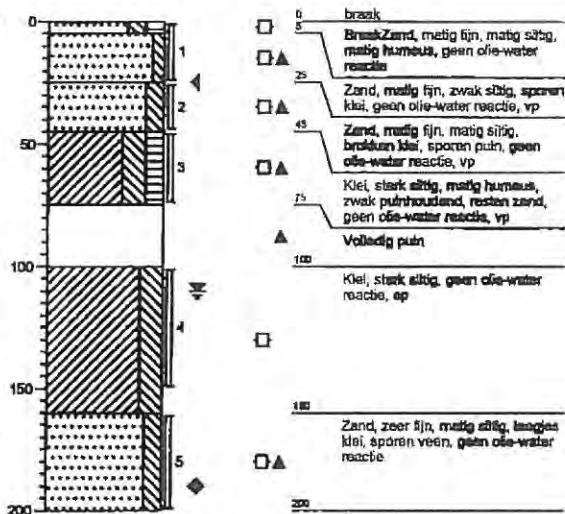 0
50
100
150
200
1
2
3
4
5
0
braak
5
BraakZand, matig fijn, matig siltig,
matig humeus, geen olie-water
reactie
25
Zand, matig fijn, zwak siltig, sporen
klei, geen olie-water reactie, vp
45
Zand, matig fijn, matig siltig,
brokken klei, sporen puin, geen
olie-water reactie, vp
Klei, sterk siltig, matig humeus,
zwak puinhoudend, resten zand,
75
geen olie-water reactie, vp
Volledig puin
100
Klei, sterk siltig, geen olie-water
reactie, ep
160
Zand, zeer fijn, matig siltig, laagjes
klei, sporen veen, geen olie-water
reactie
200